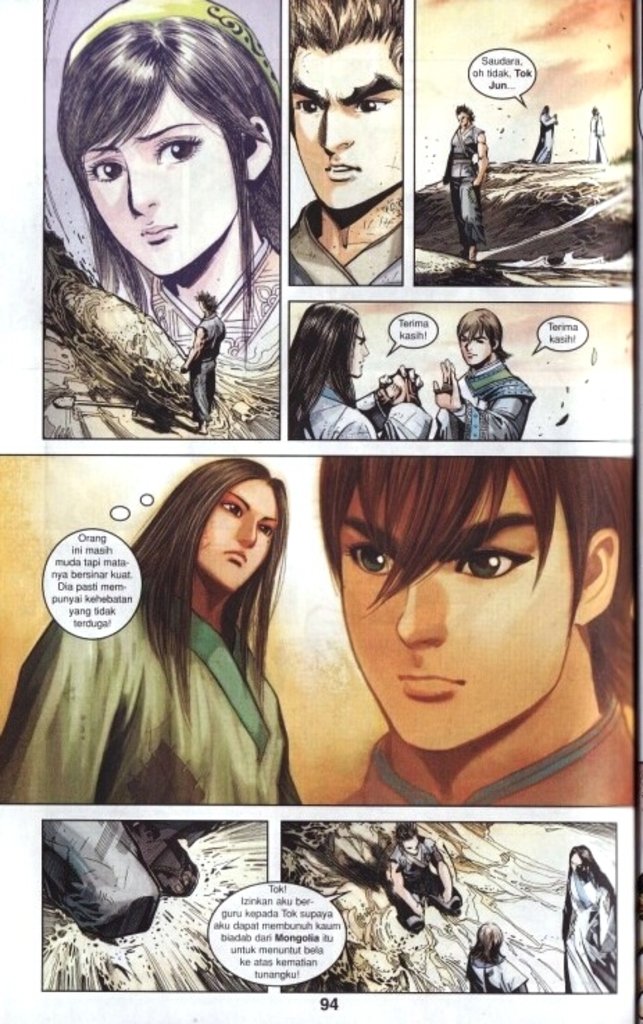 Saudara,
oh tidak, Tok
Jun...
Terima
kasih!
Terima
kasih!
Orang
ini masih
muda tapi mata-
nya bersinar kuat.
Dia pasti mem-
punyai kehebatan
yang tidak
terduga!
Tok!
Izinkan aku ber-
guru kepada Tok supaya
aku dapat membunuh kaum
biadab dari Mongolia itu
untuk menuntut bela
ke atas kematian
tunangku!
94